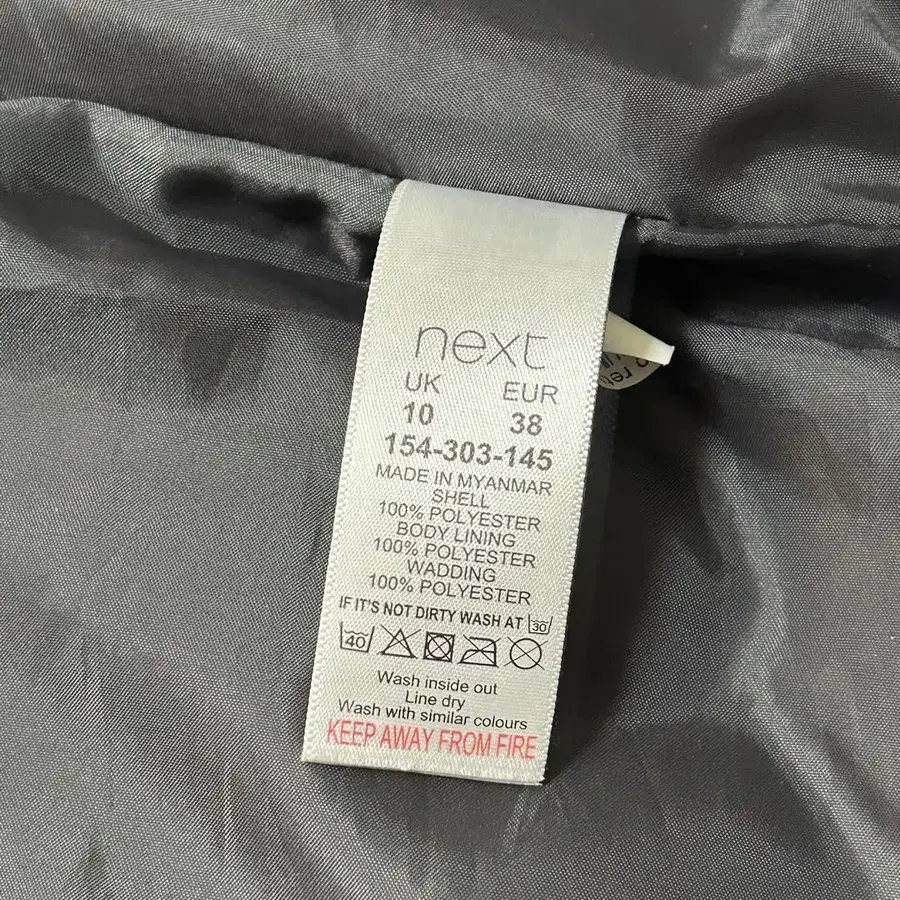 next
UK EUR
10 38
154-303-145
MADE IN MYANMAR
SHELL
100% POLYESTER
BODY LINING
100% POLYESTER
WADDING
100% POLYESTER
IF IT'S NOT DIRTY WASH AT 30
40
Wash inside out
Line dry
Wash with similar colours
KEEP AWAY FROM FIRE